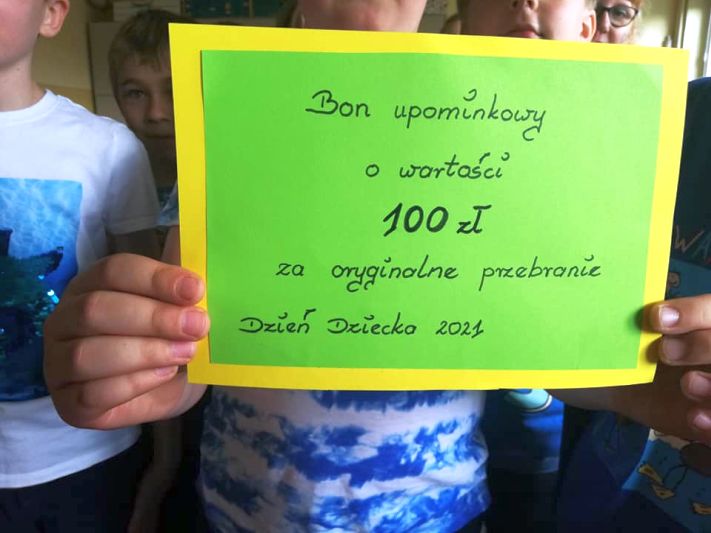 Bon upominkowy
o wartości
100 zł
za oryginalne przebranie
Dzień Dziecka 2021